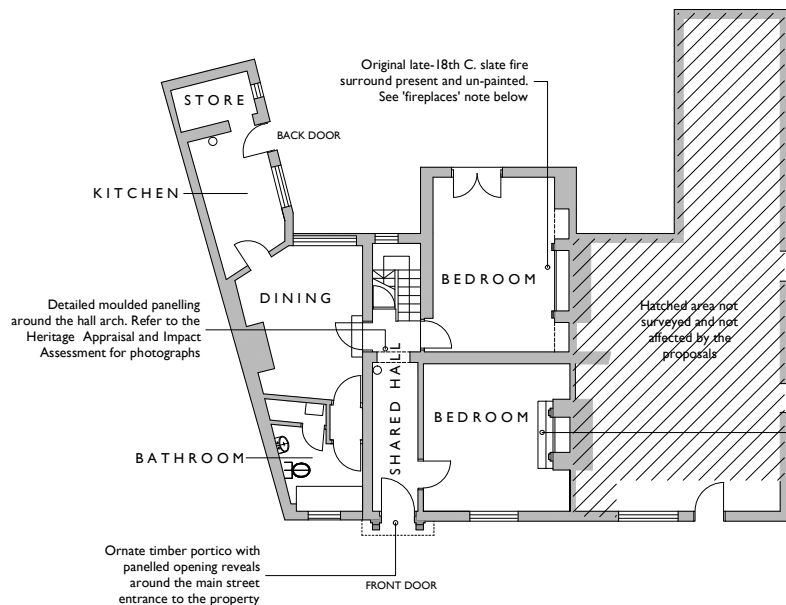 Original late-18th C. slate fire
surround present and un-painted.
See 'fireplaces' note below
STORE
BACK DOOR
KITCHEN
BEDROOM
DINING
Detailed moulded panelling
around the hall arch. Refer to the
Heritage Appraisal and Impact
Assessment for photographs
Hatched area not
surveyed and not
affected by the
proposals
SHARED HALL
BEDROOM
BATHROOM
Ornate timber portico with
panelled opening reveals
around the main street
entrance to the property
FRONT DOOR